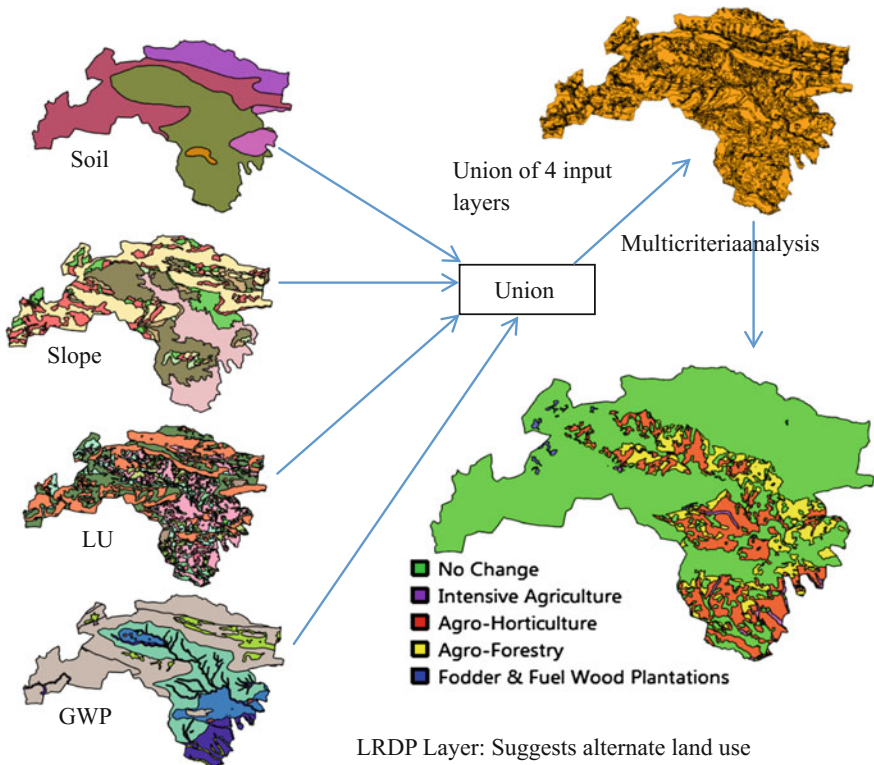 Soil
Slope
LU
GWP
Union
Union of 4 input
layers
Multicriteriaanalysis
No Change
Intensive Agriculture
Agro-Horticulture
Agro-Forestry
Fodder & Fuel Wood Plantations
LRDP Layer: Suggests alternate land use